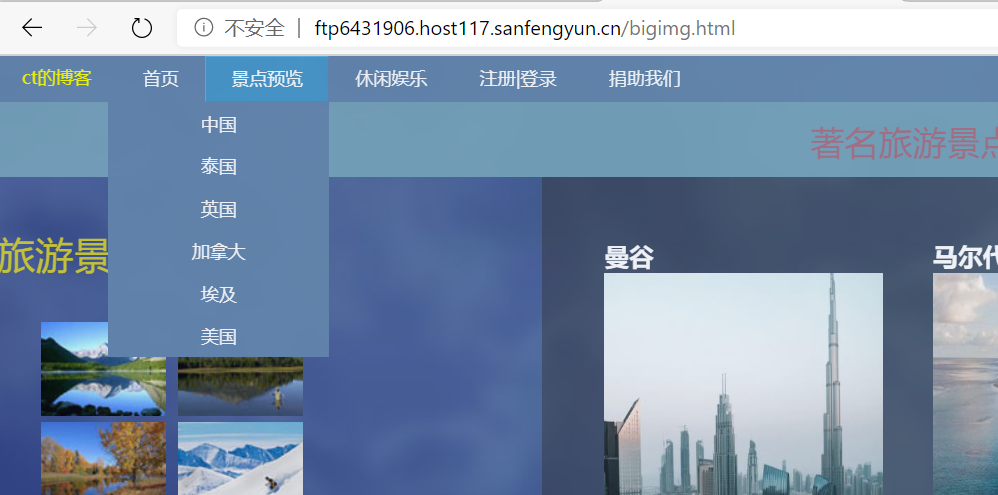 不安全 | ftp6431906.host117.sanfengyun.cn/bigimg.html
ct的博客 首页 景点预览 休闲娱乐 注册|登录 捐助我们
中国
泰国
英国
加拿大
埃及
美国
著名旅游景点
旅游景
曼谷
马尔代